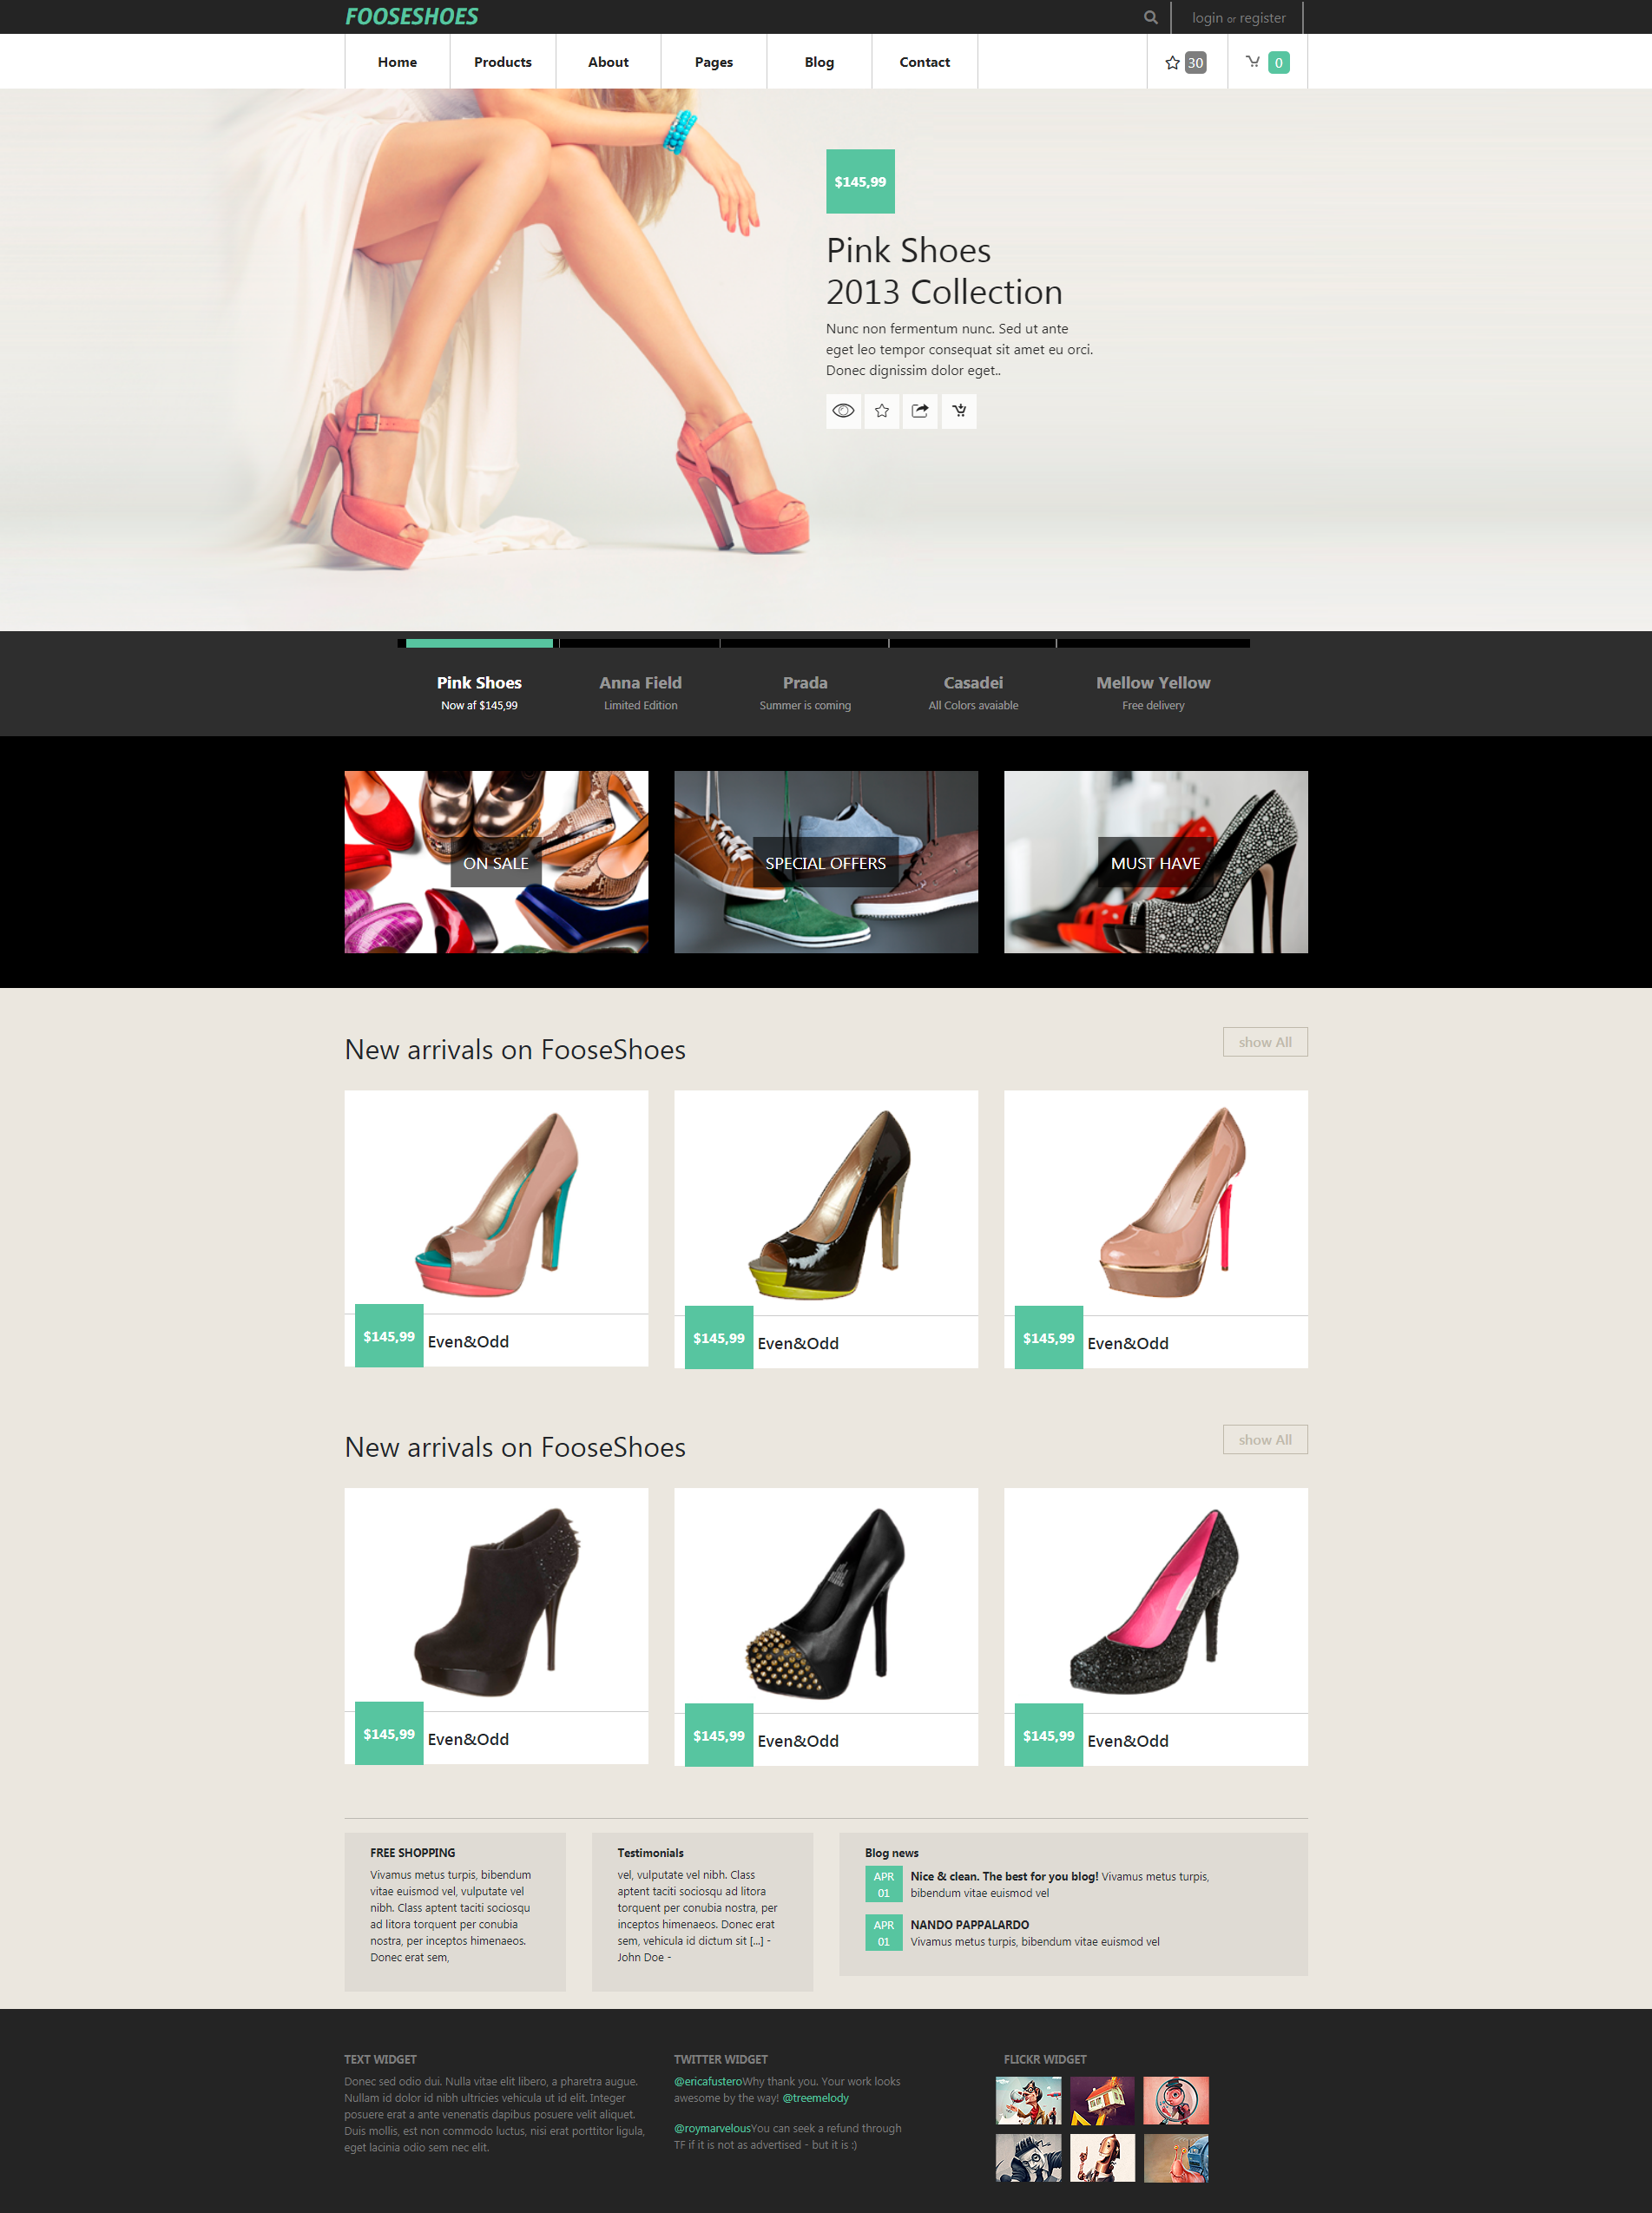 FOOSESHOES
login or register
Home Products About Pages Blog Contact 30 0
$145,99
Pink Shoes
2013 Collection
Nunc non fermentum nunc. Sed ut ante
eget leo tempor consequat sit amet eu orci.
Donec dignissim dolor eget..
Pink Shoes
Now af $145,99
Anna Field
Limited Edition
Prada
Summer is coming
Casadei
All Colors avaiable
Mellow Yellow
Free delivery
ON SALE
SPECIAL OFFERS
MUST HAVE
New arrivals on FooseShoes
show All
$145,99 Even&Odd
$145,99 Even&Odd
$145,99 Even&Odd
New arrivals on FooseShoes
show All
$145,99 Even&Odd
$145,99 Even&Odd
$145,99 Even&Odd
FREE SHOPPING
Vivamus metus turpis, bibendum
vitae euismod vel, vulputate vel
nibh. Class aptent taciti sociosqu
ad litora torquent per conubia
nostra, per inceptos himenaeos.
Donec erat sem,
Testimonials
vel, vulputate vel nibh. Class
aptent taciti sociosqu ad litora
torquent per conubia nostra, per
inceptos himenaeos. Donec erat
sem, vehicula id dictum sit [...] -
John Doe -
Blog news
APR
01
Nice & clean. The best for you blog! Vivamus metus turpis,
bibendum vitae euismod vel
APR
01
NANDO PAPPALARDO
Vivamus metus turpis, bibendum vitae euismod vel
TEXT WIDGET
Donec sed odio dui. Nulla vitae elit libero, a pharetra augue.
Nullam id dolor id nibh ultricies vehicula ut id elit. Integer
posuere erat a ante venenatis dapibus posuere velit aliquet.
Duis mollis, est non commodo luctus, nisi erat porttitor ligula,
eget lacinia odio sem nec elit.
TWITTER WIDGET
@ericafusteroWhy thank you. Your work looks
awesome by the way! @treemelody
@roymarvelousYou can seek a refund through
TF if it is not as advertised - but it is :)
FLICKR WIDGET